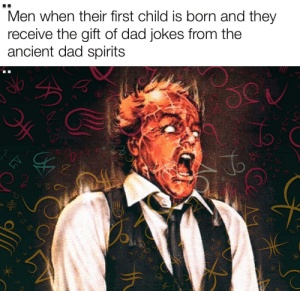 Men when their first child is born and they
receive the gift of dad jokes from the
ancient dad spirits